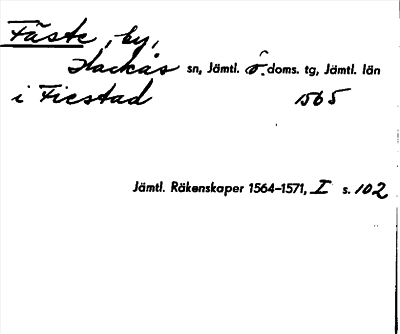 Fäste, by,
Hackås sn, Jämtl. ö. doms. tg, Jämtl. län
i Fiestad 1565
Jämtl. Räkenskaper 1564-1571, I s. 102